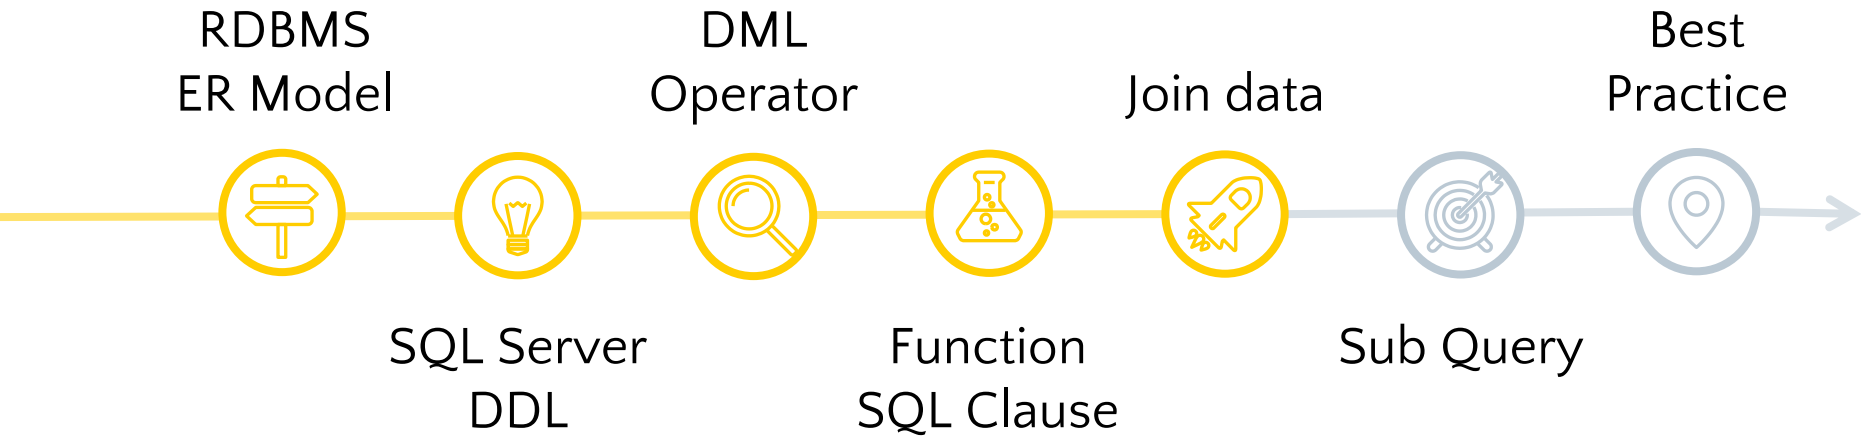 RDBMS
ER Model
SQL Server
DDL
DML
Operator
Function
SQL Clause
Join data
Sub Query
Best
Practice